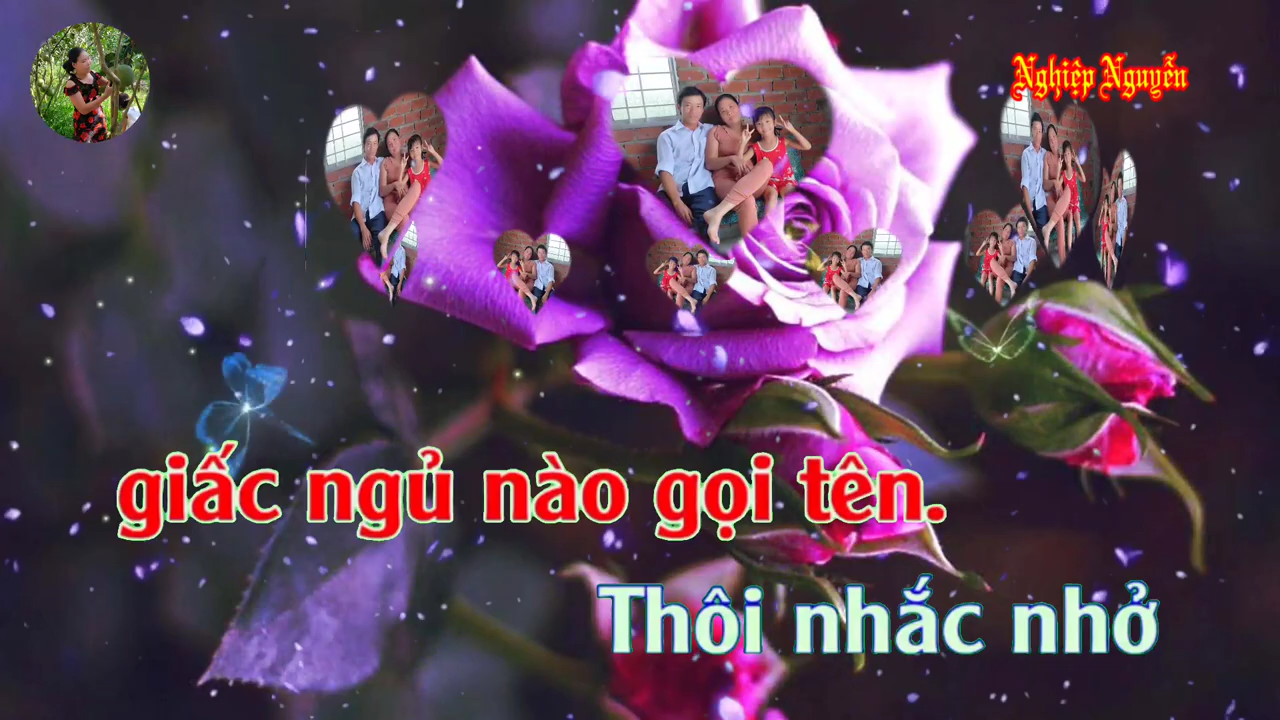 Nghiệp Nguyễn
giấc ngủ nào gọi tên.
Thôi nhắc nhở